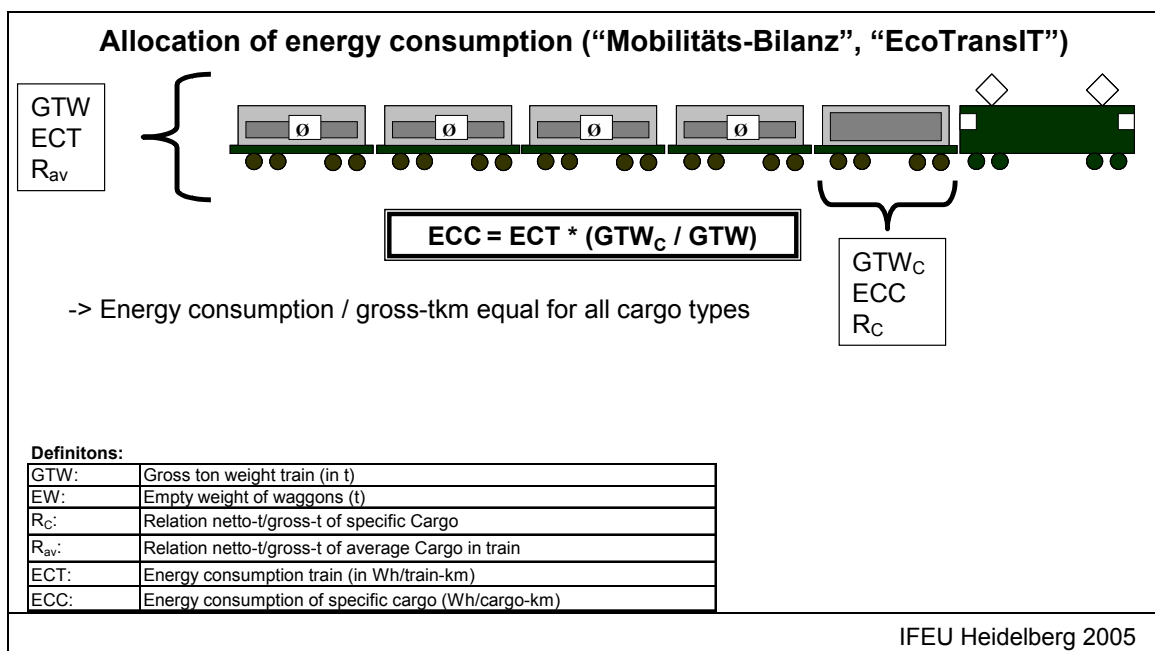 Allocation of energy consumption (“Mobilitäts-Bilanz”, “EcoTransIT”)
GTW
ECT
Rav
ø ø ø ø
ECC = ECT * (GTWC / GTW)
GTWC
ECC
RC
-> Energy consumption / gross-tkm equal for all cargo types
Definitons:
GTW: Gross ton weight train (in t)
EW: Empty weight of waggons (t)
RC: Relation netto-t/gross-t of specific Cargo
Rav: Relation netto-t/gross-t of average Cargo in train
ECT: Energy consumption train (in Wh/train-km)
ECC: Energy consumption of specific cargo (Wh/cargo-km)
IFEU Heidelberg 2005